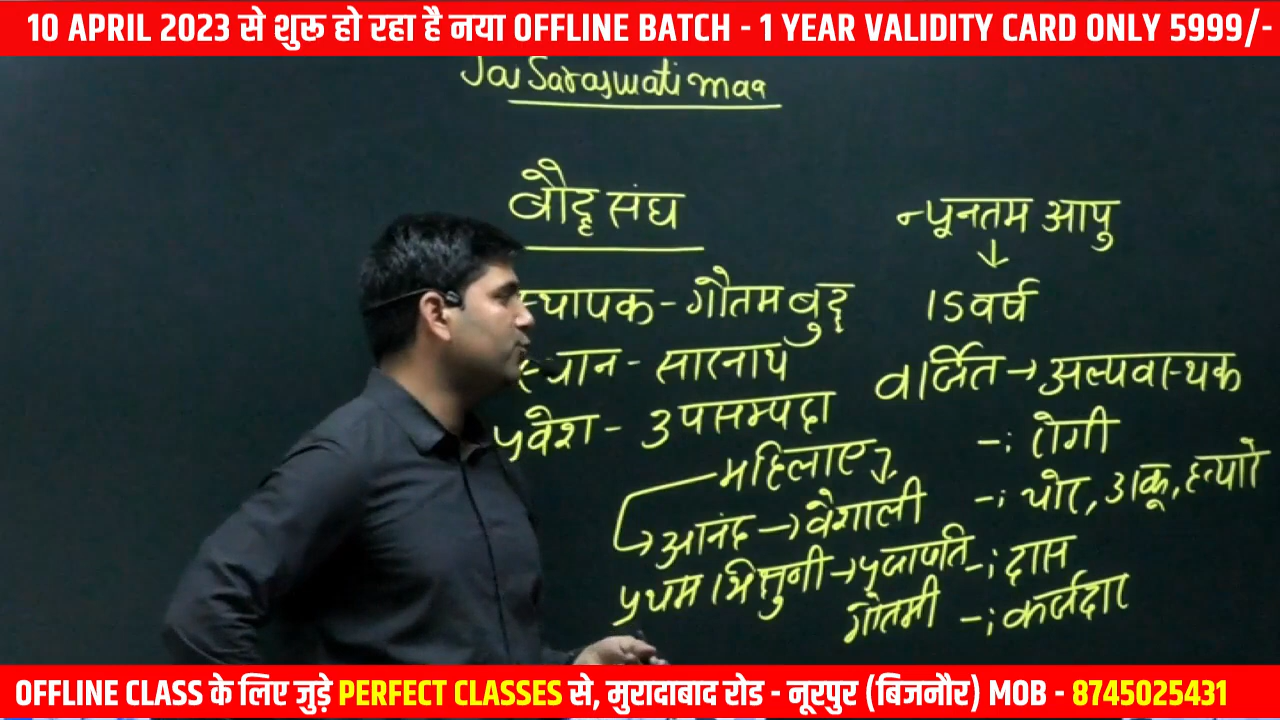 10 APRIL 2023 से शुरू हो रहा है नया OFFLINE BATCH - 1 YEAR VALIDITY CARD ONLY 5999/-
Jai Saraswati maa
बौद्ध संघ
स्थापक - गौतम बुद्ध
स्थान - सारनाथ
प्रवेश - उपसम्पदा
महिलाएं
आनंद → वैशाली
प्रथम भिक्षुनी → प्रजापति
गौतमी
न्यूनतम आयु
↓
15 वर्ष
वर्जित → अल्पवयस्क
-: रोगी
-: चोर, डाकू, हत्यारे
-: दास
-: कर्जदार
OFFLINE CLASS के लिए जुड़े PERFECT CLASSES से, मुरादाबाद रोड - नूरपुर (बिजनौर) MOB - 8745025431